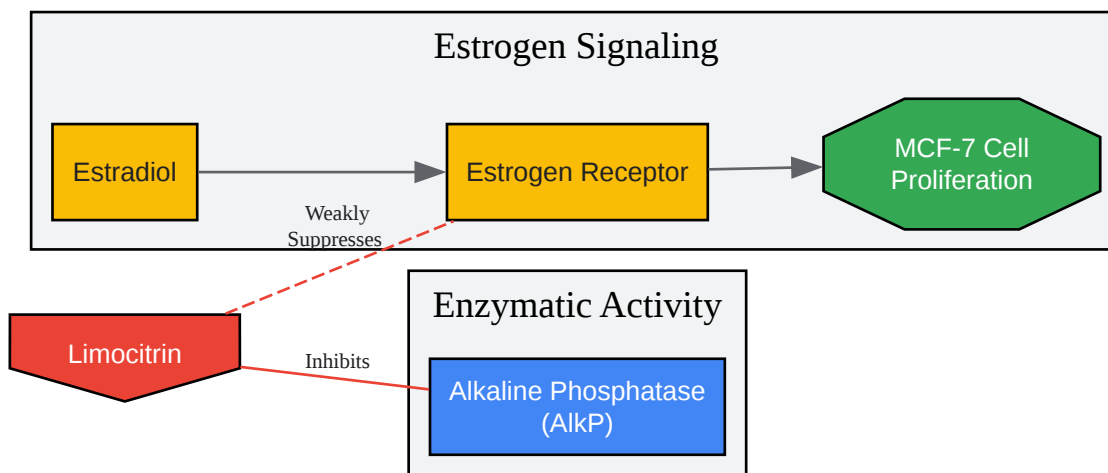 Estrogen Signaling
Estradiol
Estrogen Receptor
MCF-7 Cell
Proliferation
Weakly
Suppresses
Enzymatic Activity
Limocitrin
Inhibits
Alkaline Phosphatase
(AlkP)